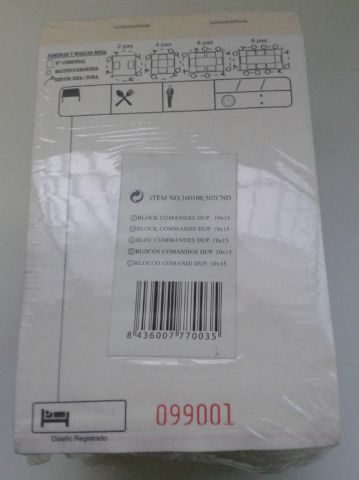 2 pax 4 pax 6 pax 8 pax
Nº COMENSAL
ITEM NO.160100,502CND
BLOCK COMANDAS DUP. 10x15
BLOCK COMMANDS DUP. 10x15
BLOC COMMANDES DUP. 10x15
BLOCOS COMANDOS DUP. 10x15
BLOCCO COMANDI DUP. 10x15
8 436007 770035
099001
Diseño Registrado